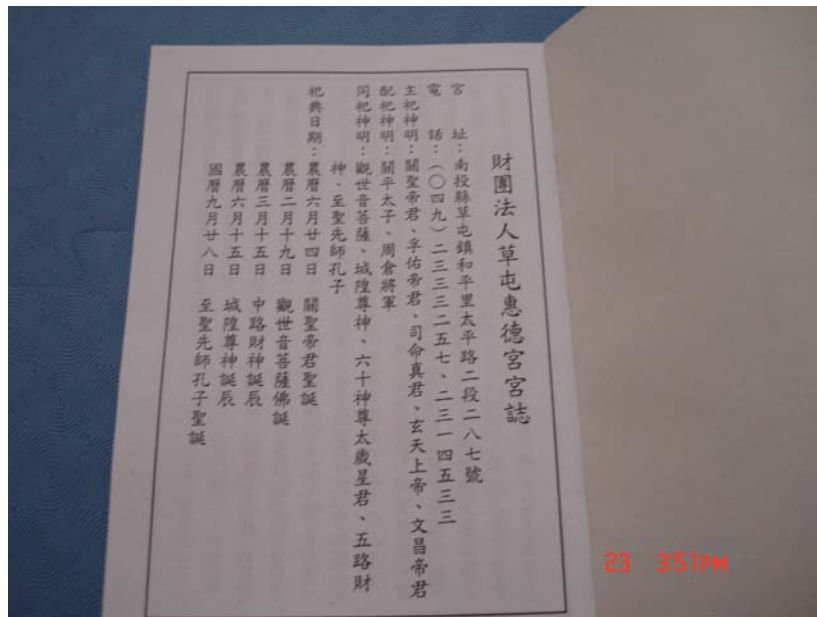 財團法人草屯惠德宮宮誌
宮　　址：南投縣草屯鎮和平里太平路二段二八七號
電　　話：（〇四九）二三三三二五七、二三一四五三三
主祀神明：關聖帝君、孚佑帝君、司命真君、玄天上帝、文昌帝君
配祀神明：關平太子、周倉將軍
同祀神明：觀世音菩薩、城隍尊神、六十神尊太歲星君、五路財
神、至聖先師孔子
祀典日期：農曆六月廿四日　關聖帝君聖誕
農曆二月十九日　觀世音菩薩佛誕
農曆三月十五日　中路財神誕辰
農曆六月十五日　城隍尊神誕辰
國曆九月廿八日　至聖先師孔子聖誕
23 3:51PM